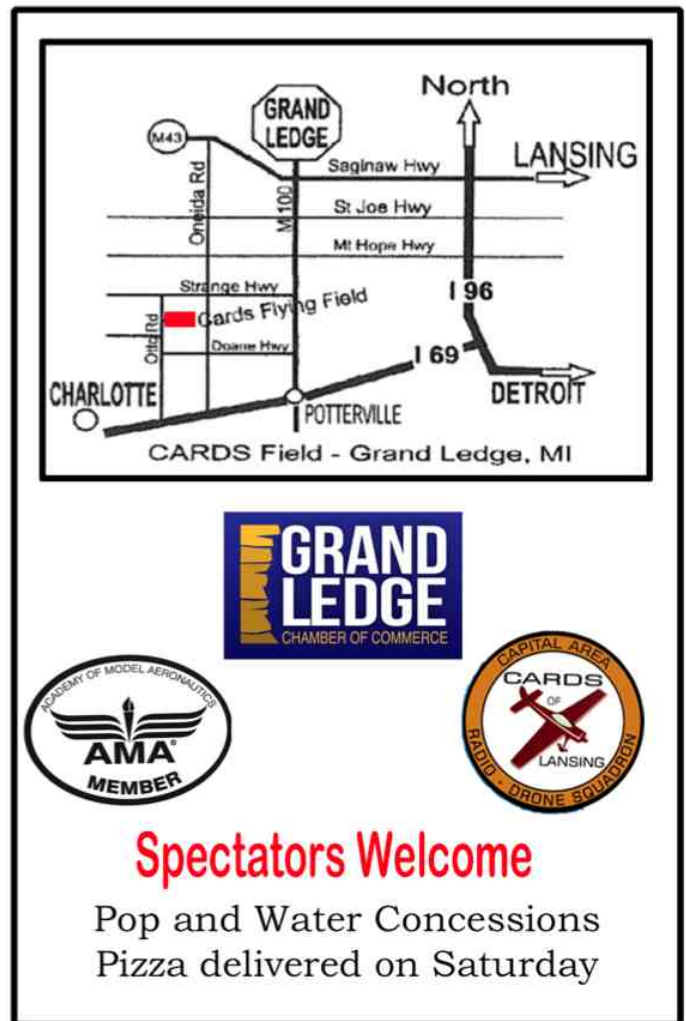 North
GRAND
LEDGE
M43
LANSING
Saginaw Hwy
Oneida Rd
M 100
St Joe Hwy
Mt Hope Hwy
Strange Hwy
I 96
Cards Flying Field
Otto Rd
Doane Hwy
I 69
CHARLOTTE
DETROIT
POTTERVILLE
CARDS Field - Grand Ledge, MI
GRAND
LEDGE
CHAMBER OF COMMERCE
ACADEMY OF MODEL AERONAUTICS
AMA®
MEMBER
CAPITAL AREA
CARDS
OF
LANSING
RADIO - DRONE SQUADRON
Spectators Welcome
Pop and Water Concessions
Pizza delivered on Saturday